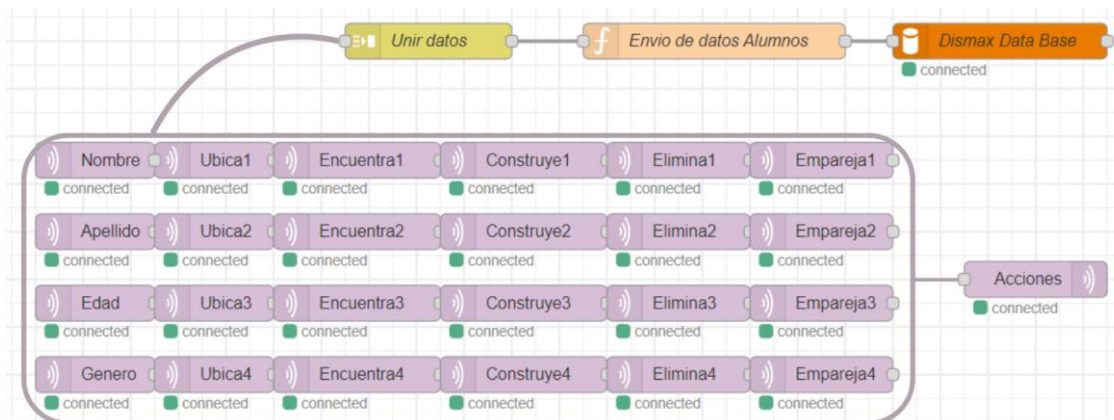 Unir datos Envio de datos Alumnos Dismax Data Base
connected
Nombre Ubica1 Encuentra1 Construye1 Elimina1 Empareja1
connected connected connected connected connected connected
Apellido Ubica2 Encuentra2 Construye2 Elimina2 Empareja2
connected connected connected connected connected connected
Acciones
connected
Edad Ubica3 Encuentra3 Construye3 Elimina3 Empareja3
connected connected connected connected connected connected
Genero Ubica4 Encuentra4 Construye4 Elimina4 Empareja4
connected connected connected connected connected connected